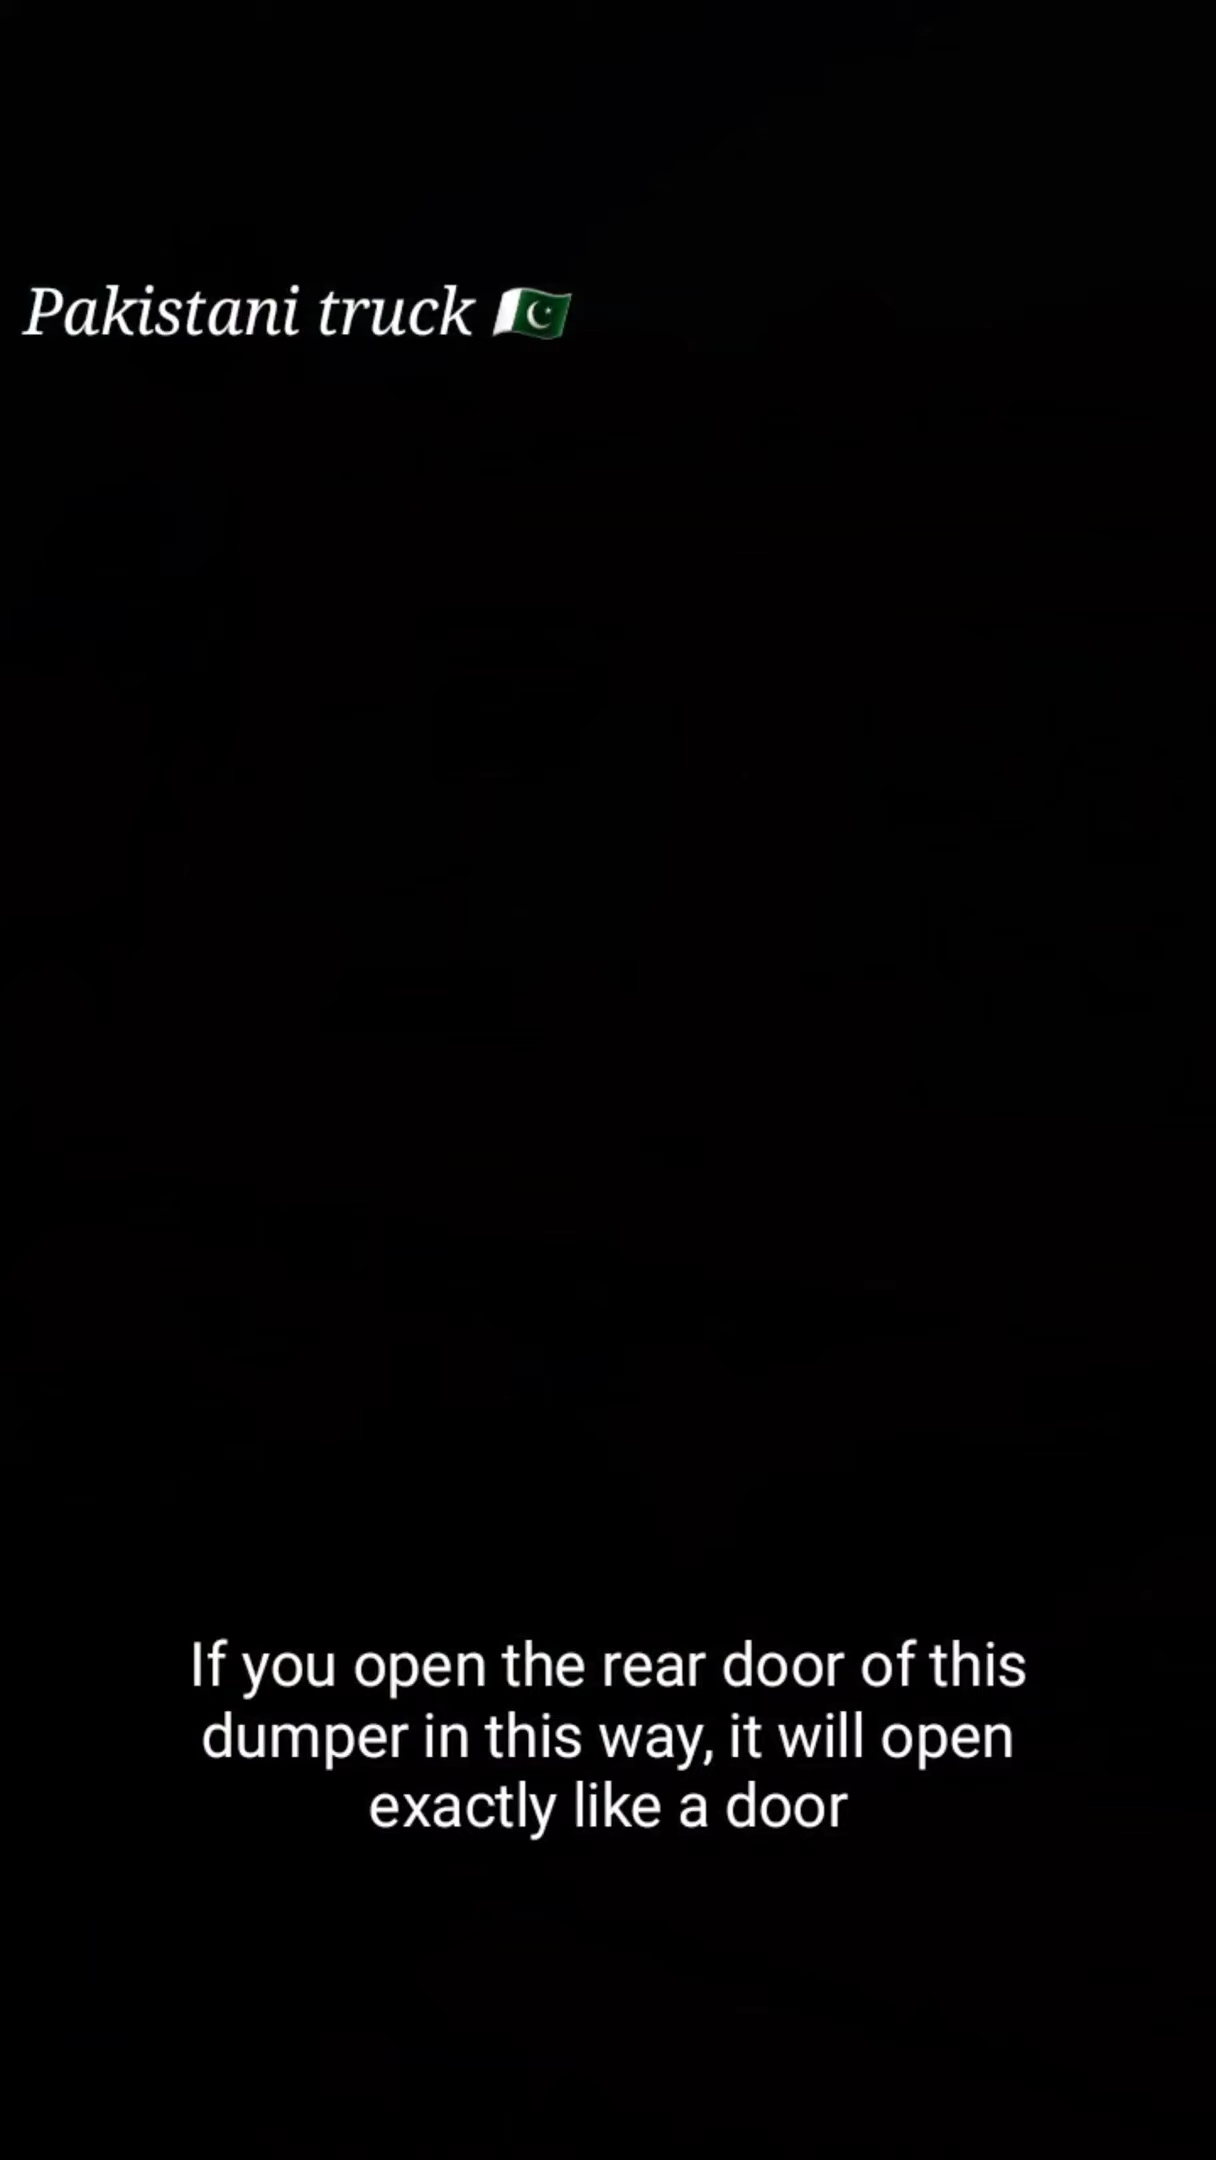 Pakistani truck 🇵🇰
If you open the rear door of this
dumper in this way, it will open
exactly like a door